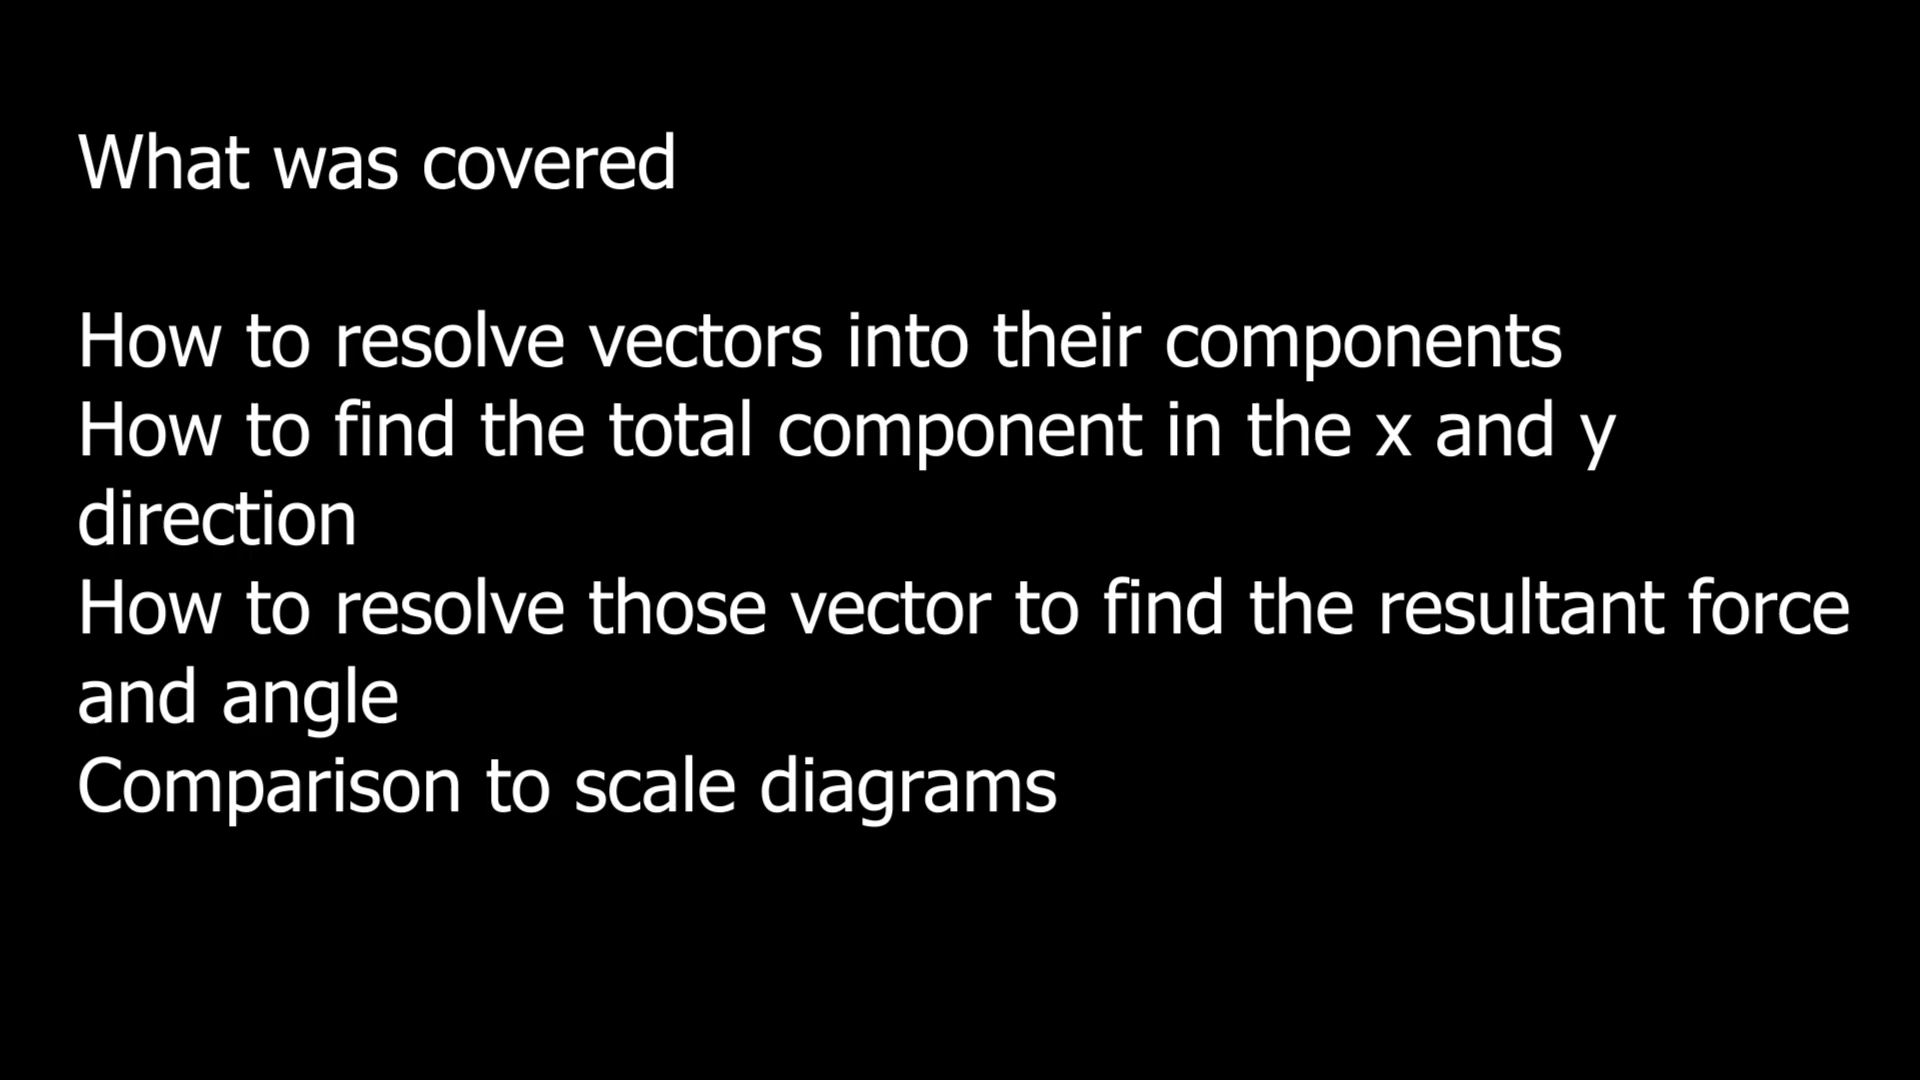 What was covered
How to resolve vectors into their components
How to find the total component in the x and y
direction
How to resolve those vector to find the resultant force
and angle
Comparison to scale diagrams